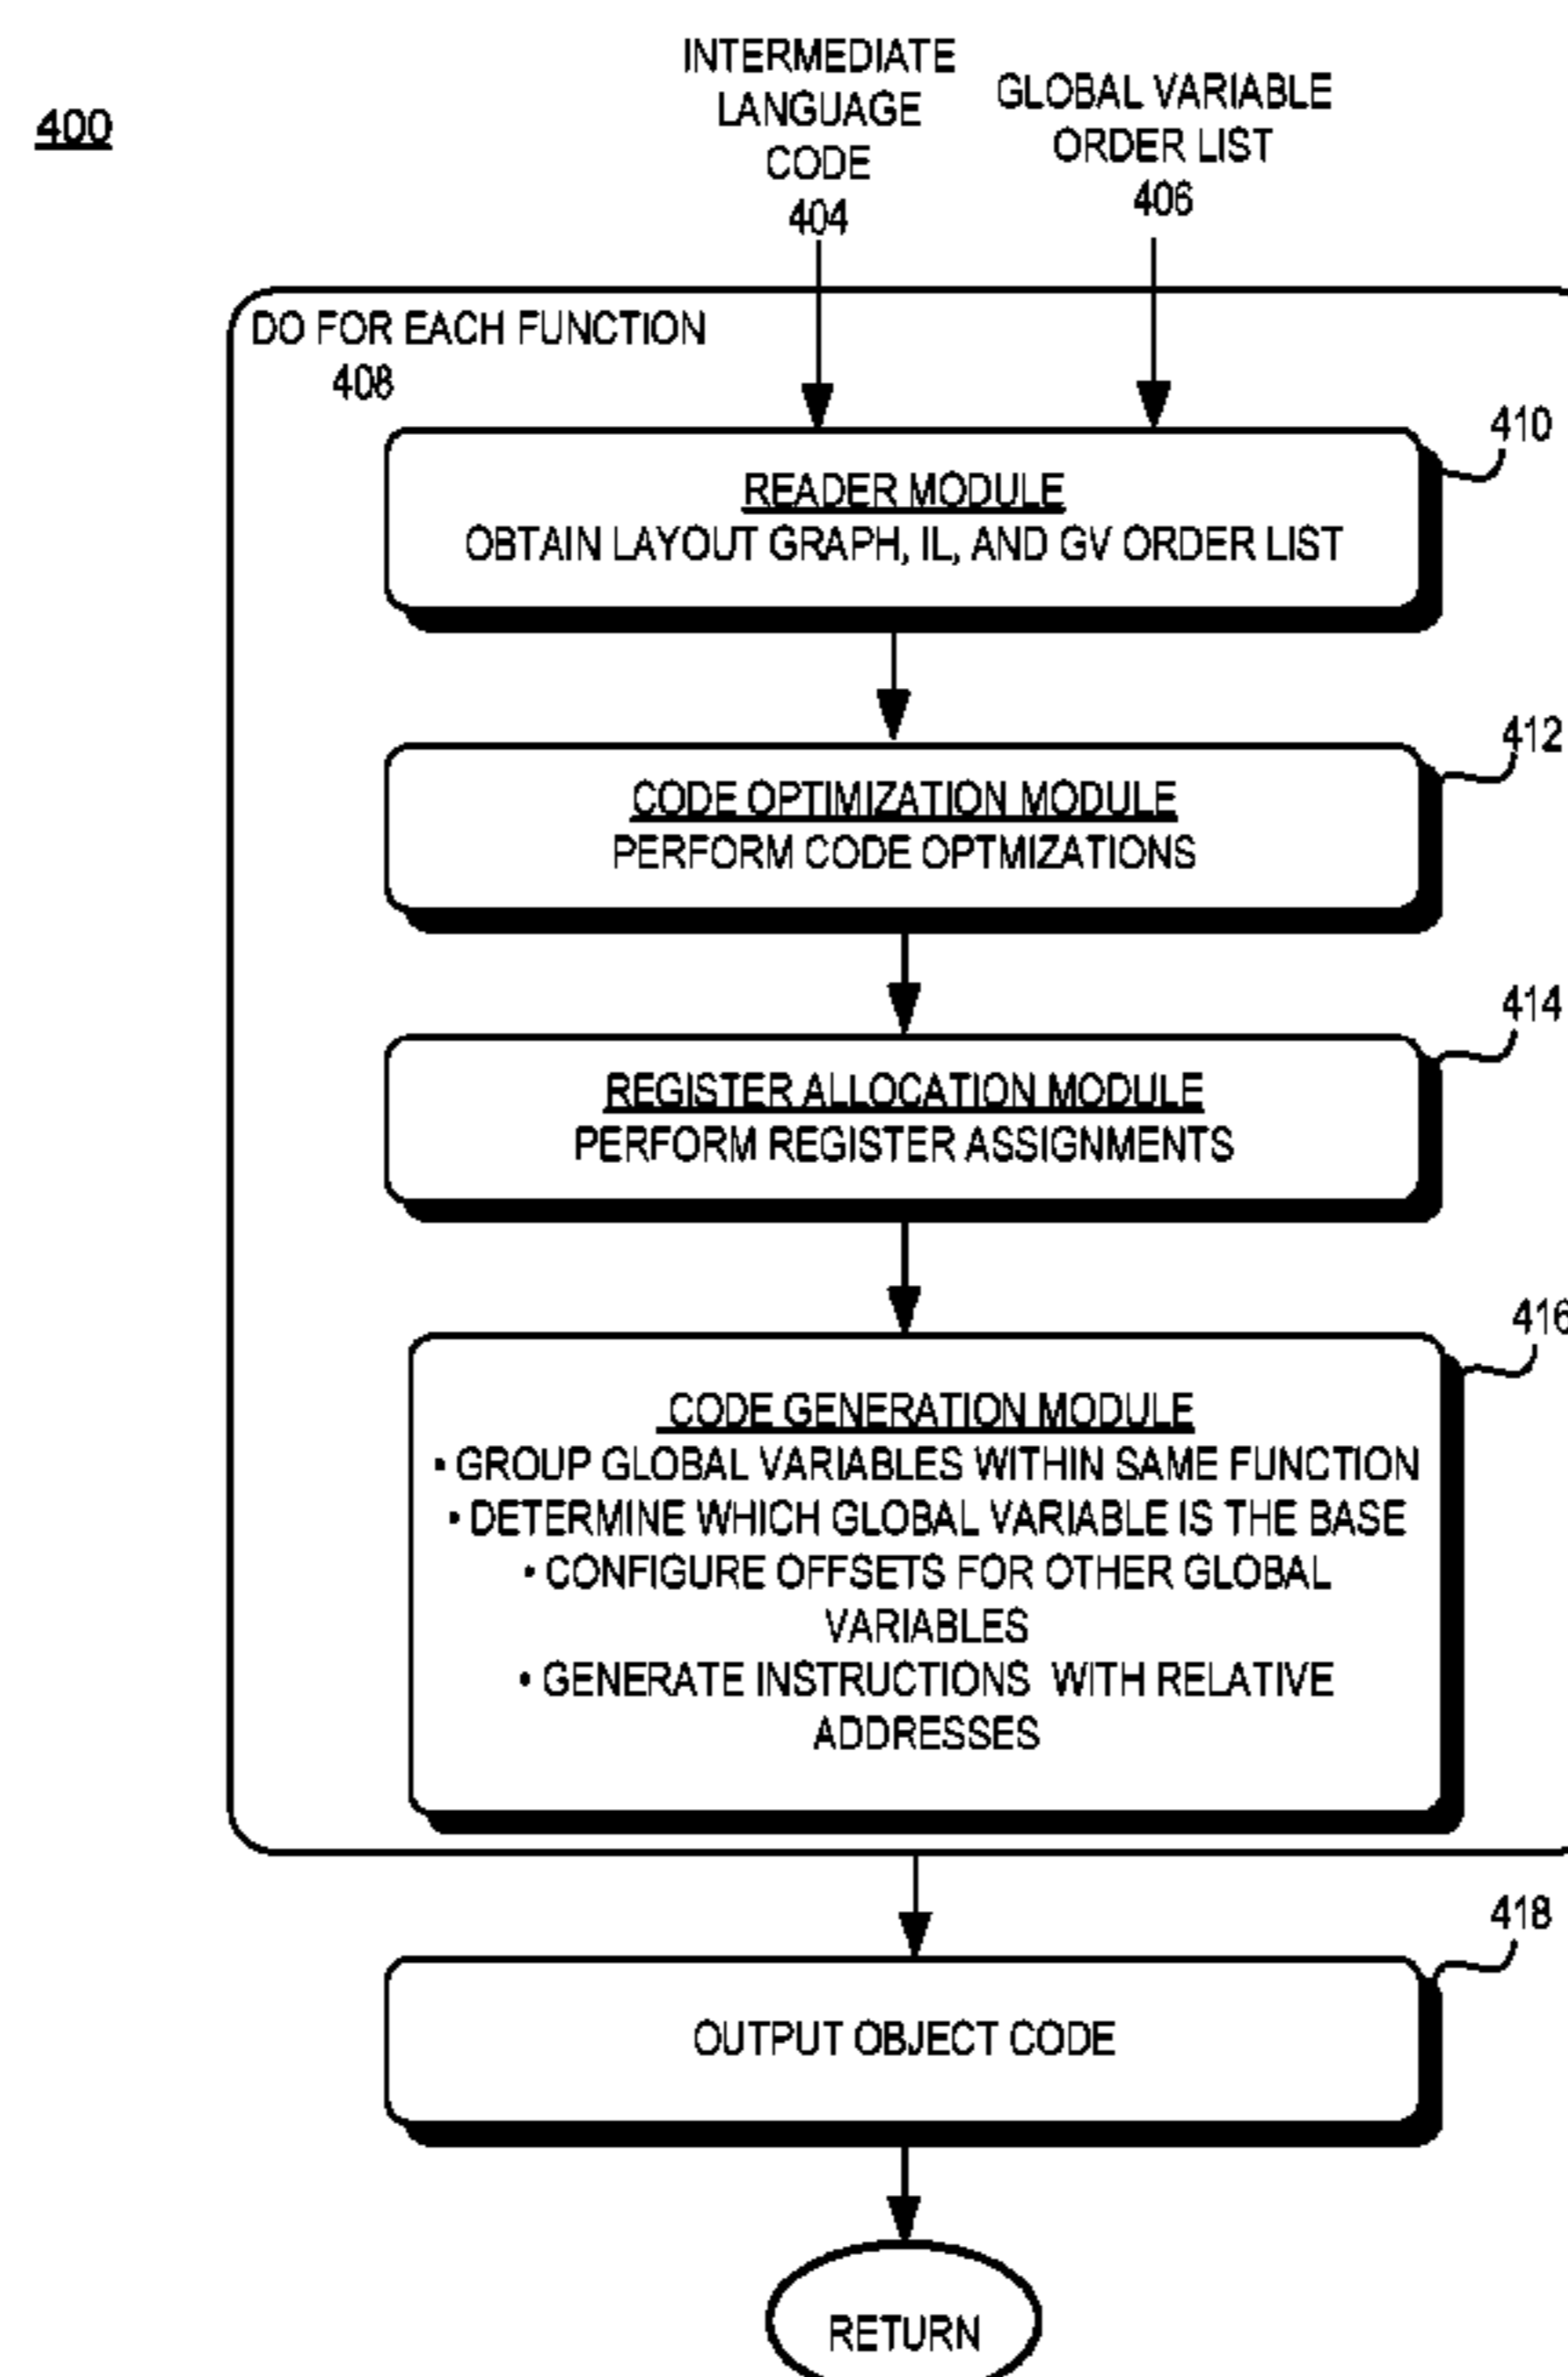 400
INTERMEDIATE
LANGUAGE
CODE
404
GLOBAL VARIABLE
ORDER LIST
406
DO FOR EACH FUNCTION
408
410
READER MODULE
OBTAIN LAYOUT GRAPH, IL, AND GV ORDER LIST
412
CODE OPTIMIZATION MODULE
PERFORM CODE OPTMIZATIONS
414
REGISTER ALLOCATION MODULE
PERFORM REGISTER ASSIGNMENTS
416
CODE GENERATION MODULE
• GROUP GLOBAL VARIABLES WITHIN SAME FUNCTION
• DETERMINE WHICH GLOBAL VARIABLE IS THE BASE
• CONFIGURE OFFSETS FOR OTHER GLOBAL
VARIABLES
• GENERATE INSTRUCTIONS WITH RELATIVE
ADDRESSES
418
OUTPUT OBJECT CODE
RETURN